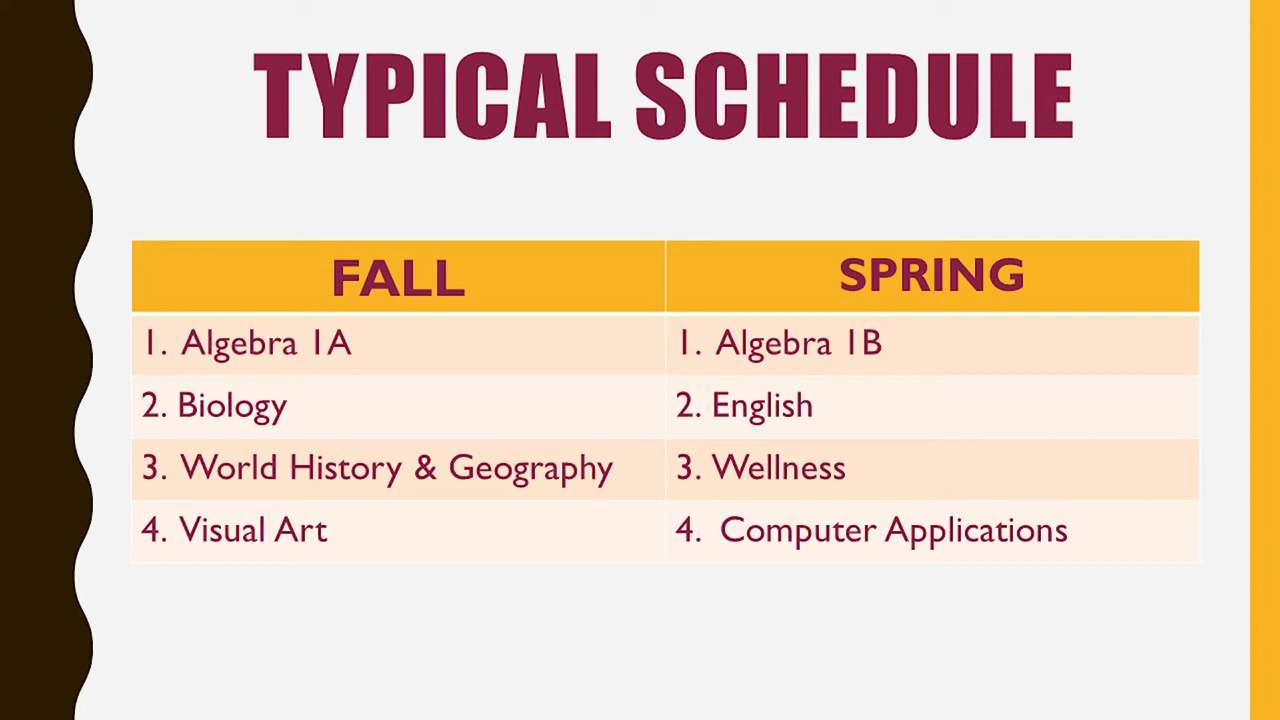 TYPICAL SCHEDULE
FALL
SPRING
1. Algebra 1A
1. Algebra 1B
2. Biology
2. English
3. World History & Geography
3. Wellness
4. Visual Art
4. Computer Applications